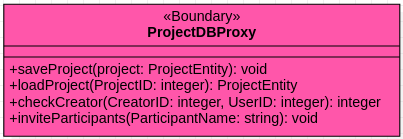 «Boundary»
ProjectDBProxy
+saveProject(project: ProjectEntity): void
+loadProject(ProjectID: integer): ProjectEntity
+checkCreator(CreatorID: integer, UserID: integer): integer
+inviteParticipants(ParticipantName: string): void